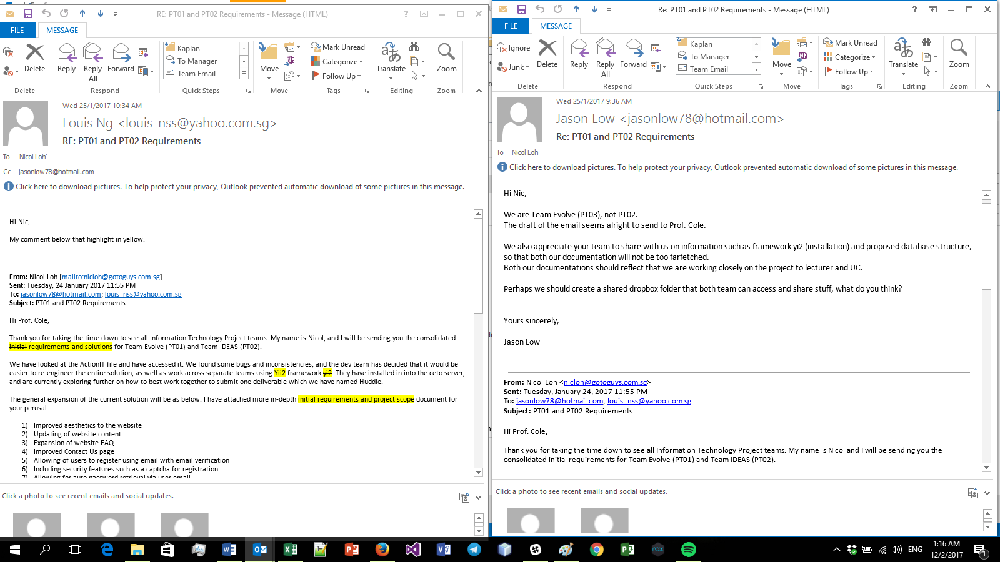 RE: PT01 and PT02 Requirements - Message (HTML)
FILE
MESSAGE
Delete
Reply
Reply All
Forward
Kaplan
To Manager
Team Email
Move
Mark Unread
Categorize
Follow Up
Translate
Zoom
Delete
Respond
Quick Steps
Move
Tags
Editing
Zoom
Wed 25/1/2017 10:34 AM
Louis Ng <louis_nss@yahoo.com.sg>
RE: PT01 and PT02 Requirements
To 'Nicol Loh'
Cc jasonlow78@hotmail.com
Click here to download pictures. To help protect your privacy, Outlook prevented automatic download of some pictures in this message.
Hi Nic,
My comment below that highlight in yellow.
From: Nicol Loh [mailto:nicloh@gotoguys.com.sg]
Sent: Tuesday, 24 January 2017 11:55 PM
To: jasonlow78@hotmail.com; louis_nss@yahoo.com.sg
Subject: PT01 and PT02 Requirements
Hi Prof. Cole,
Thank you for taking the time down to see all Information Technology Project teams. My name is Nicol, and I will be sending you the consolidated
initial requirements and solutions for Team Evolve (PT01) and Team IDEAS (PT02).
We have looked at the ActionIT file and have accessed it. We found some bugs and inconsistencies, and the dev team has decided that it would be
easier to re-engineer the entire solution, as well as work across separate teams using Yii2 framework yi2. They have installed in into the ceto server,
and are currently exploring further on how to best work together to submit one deliverable which we have named Huddle.
The general expansion of the current solution will be as below. I have attached more in-depth initial requirements and project scope document for
your perusal:
1) Improved aesthetics to the website
2) Updating of website content
3) Expansion of website FAQ
4) Improved Contact Us page
5) Allowing of users to register using email with email verification
6) Including security features such as a captcha for registration
7) Allowing for auto password retrieval via user email
Click a photo to see recent emails and social updates.
Re: PT01 and PT02 Requirements - Message (HTML)
FILE
MESSAGE
Ignore
Junk
Delete
Reply
Reply All
Forward
Kaplan
To Manager
Team Email
Move
Mark Unread
Categorize
Follow Up
Translate
Zoom
Delete
Respond
Quick Steps
Move
Tags
Editing
Zoom
Wed 25/1/2017 9:36 AM
Jason Low <jasonlow78@hotmail.com>
Re: PT01 and PT02 Requirements
To Nicol Loh
Click here to download pictures. To help protect your privacy, Outlook prevented automatic download of some pictures in this message.
Hi Nic,
We are Team Evolve (PT03), not PT02.
The draft of the email seems alright to send to Prof. Cole.
We also appreciate your team to share with us on information such as framework yi2 (installation) and proposed database structure,
so that both our documentation will not be too farfetched.
Both our documentations should reflect that we are working closely on the project to lecturer and UC.
Perhaps we should create a shared dropbox folder that both team can access and share stuff, what do you think?
Yours sincerely,
Jason Low
From: Nicol Loh <nicloh@gotoguys.com.sg>
Sent: Tuesday, January 24, 2017 11:55 PM
To: jasonlow78@hotmail.com; louis_nss@yahoo.com.sg
Subject: PT01 and PT02 Requirements
Hi Prof. Cole,
Thank you for taking the time down to see all Information Technology Project teams. My name is Nicol and I will be sending you the
consolidated initial requirements for Team Evolve (PT01) and Team IDEAS (PT02).
Click a photo to see recent emails and social updates.
ENG
1:16 AM
12/2/2017
1